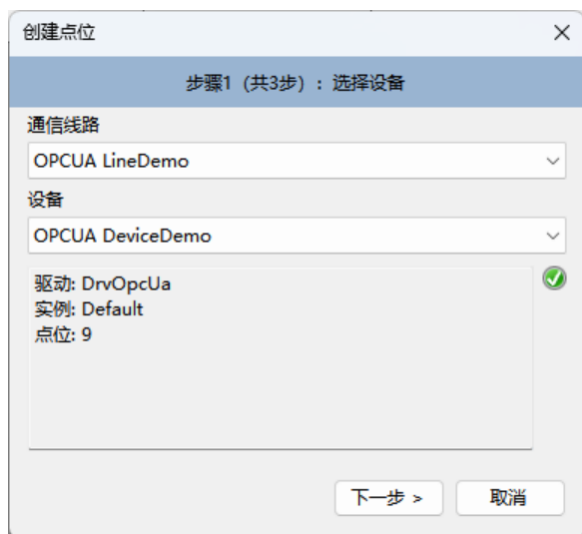 创建点位
步骤1（共3步）：选择设备
通信线路
OPCUA LineDemo
设备
OPCUA DeviceDemo
驱动: DrvOpcUa
实例: Default
点位: 9
下一步 >
取消